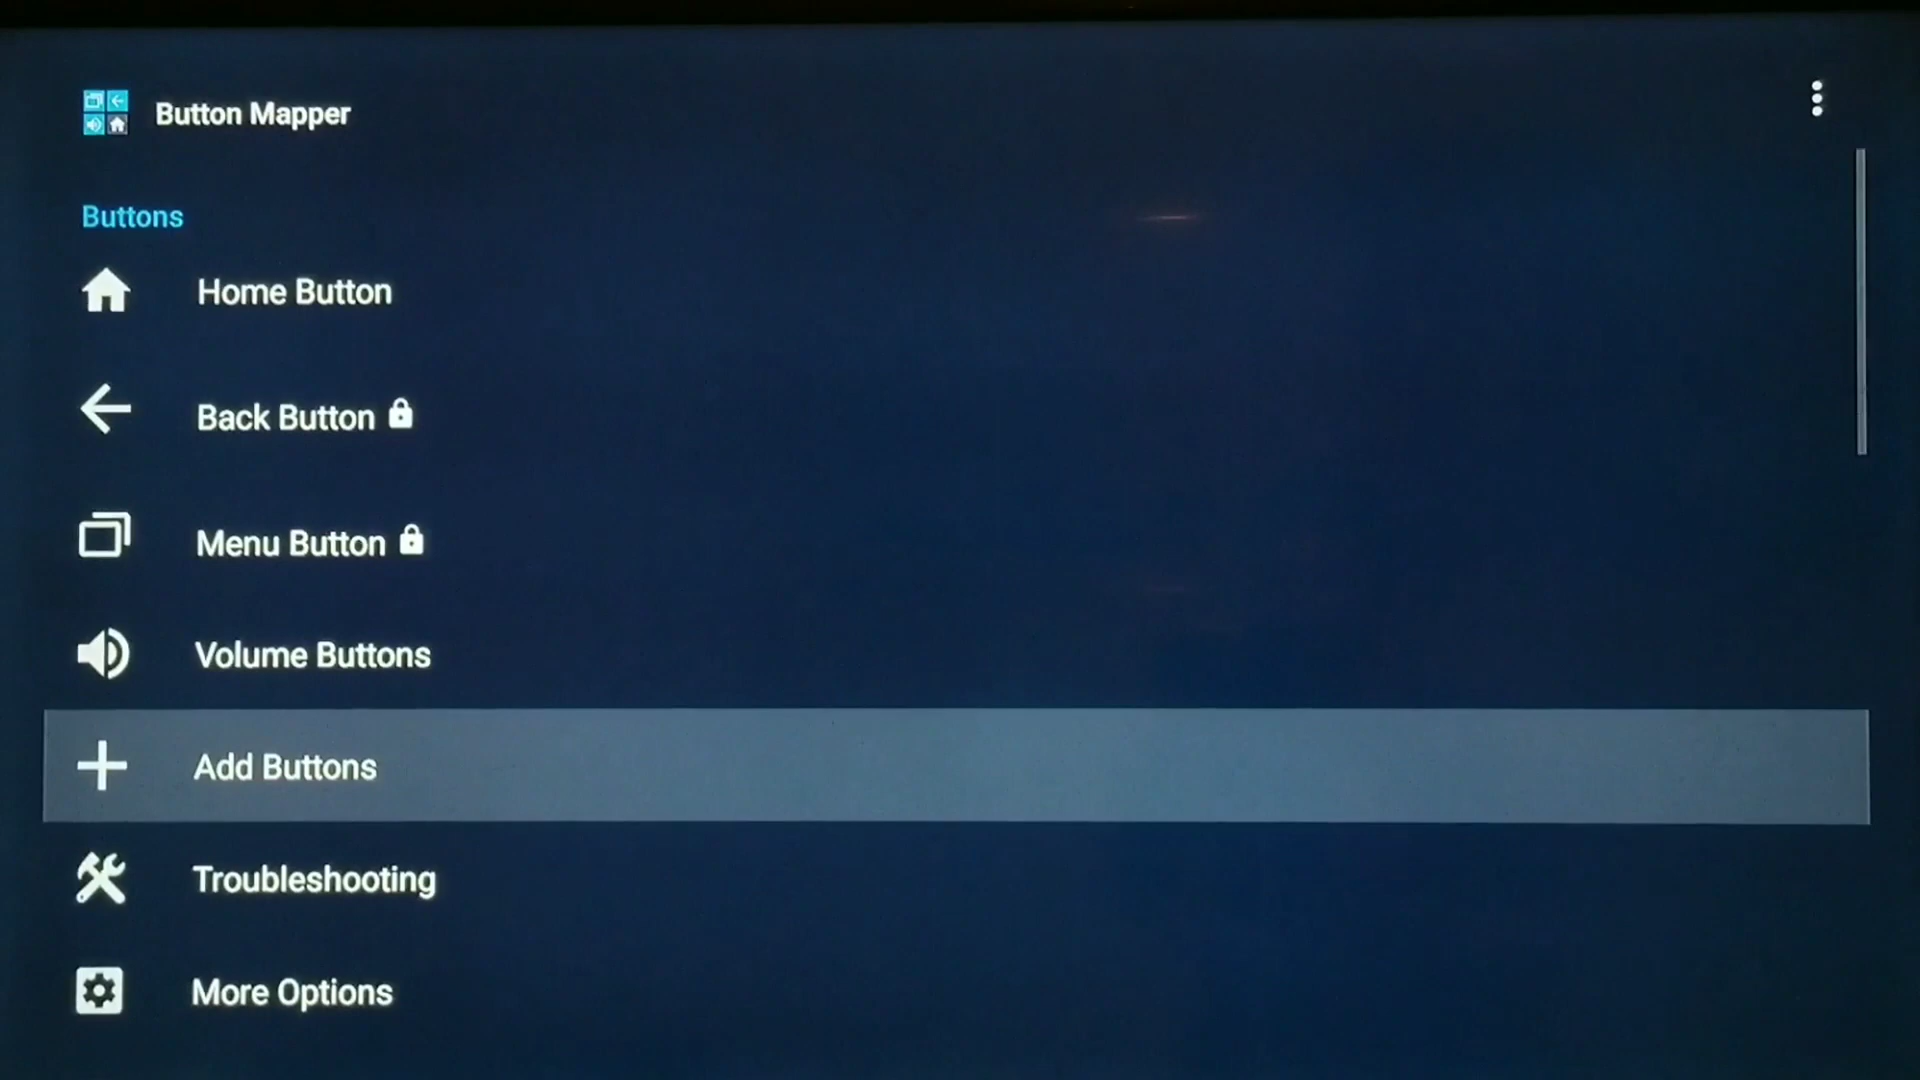 Button Mapper
Buttons
Home Button
Back Button
Menu Button
Volume Buttons
Add Buttons
Troubleshooting
More Options